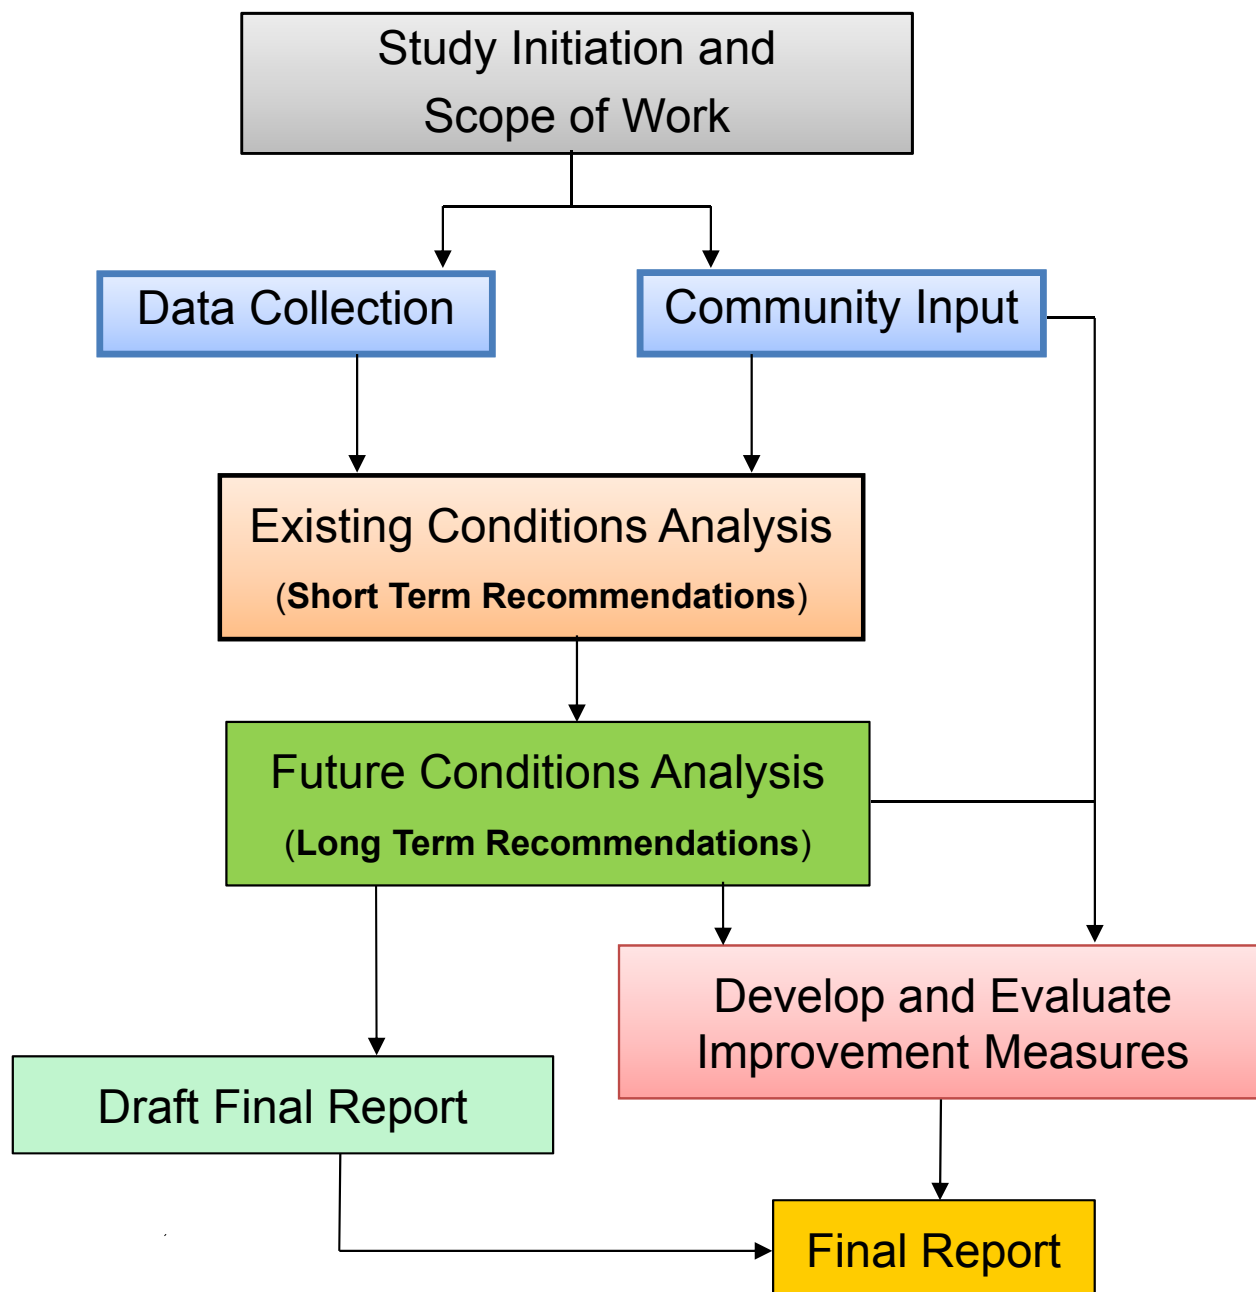 Study Initiation and
Scope of Work
Data Collection
Community Input
Existing Conditions Analysis
(Short Term Recommendations)
Future Conditions Analysis
(Long Term Recommendations)
Develop and Evaluate
Improvement Measures
Draft Final Report
Final Report